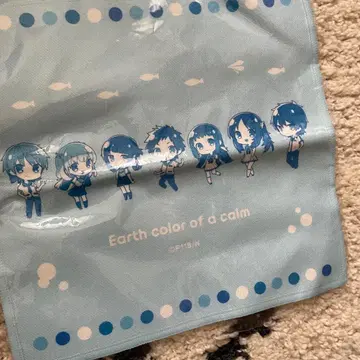 Earth color of a calm